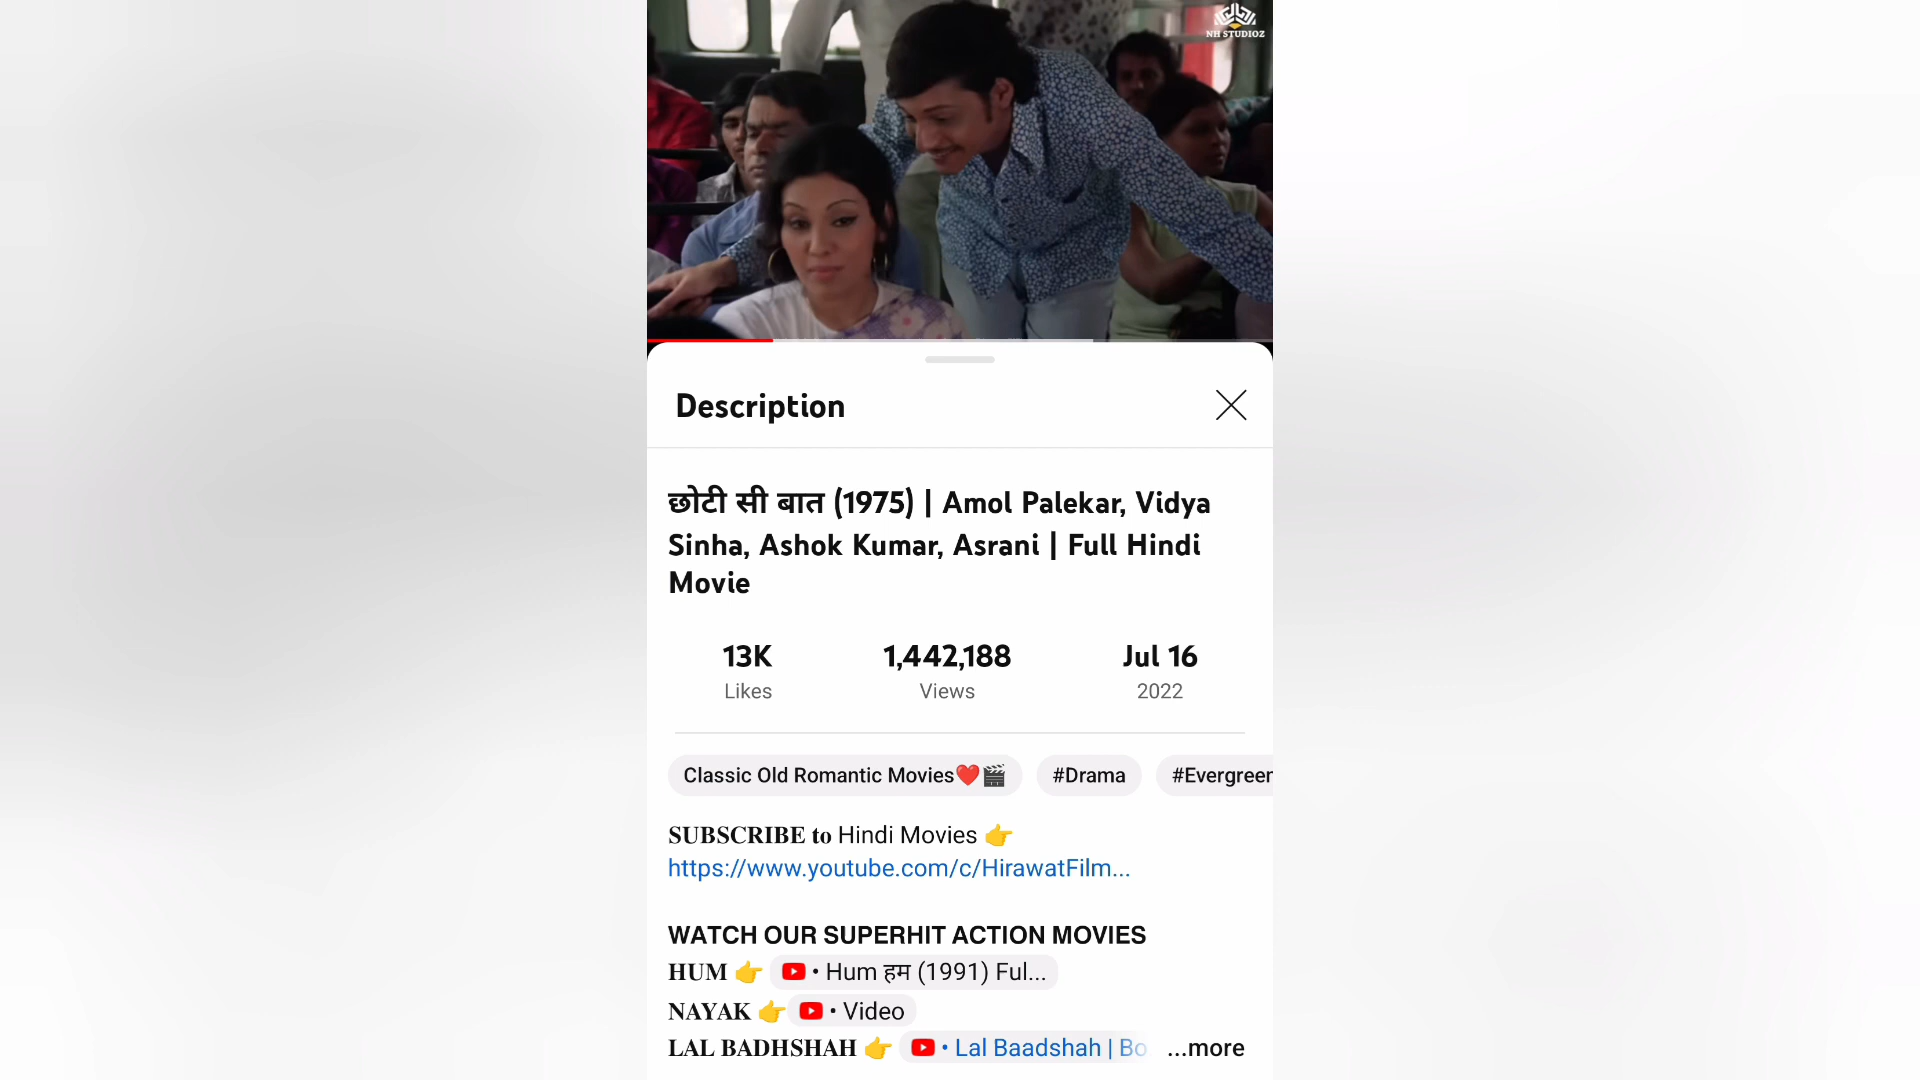 NH STUDIOZ
Description
छोटी सी बात (1975) | Amol Palekar, Vidya
Sinha, Ashok Kumar, Asrani | Full Hindi
Movie
13K 1,442,188 Jul 16
Likes Views 2022
Classic Old Romantic Movies❤️🎬 #Drama #Evergreen
𝐒𝐔𝐁𝐒𝐂𝐑𝐈𝐁𝐄 𝐭𝐨 Hindi Movies 👉
https://www.youtube.com/c/HirawatFilm...
WATCH OUR SUPERHIT ACTION MOVIES
𝐇𝐔𝐌 👉 • Hum हम (1991) Ful...
𝐍𝐀𝐘𝐀𝐊 👉 • Video
𝐋𝐀𝐋 𝐁𝐀𝐃𝐇𝐒𝐇𝐀𝐇 👉 • Lal Baadshah | Bo ...more